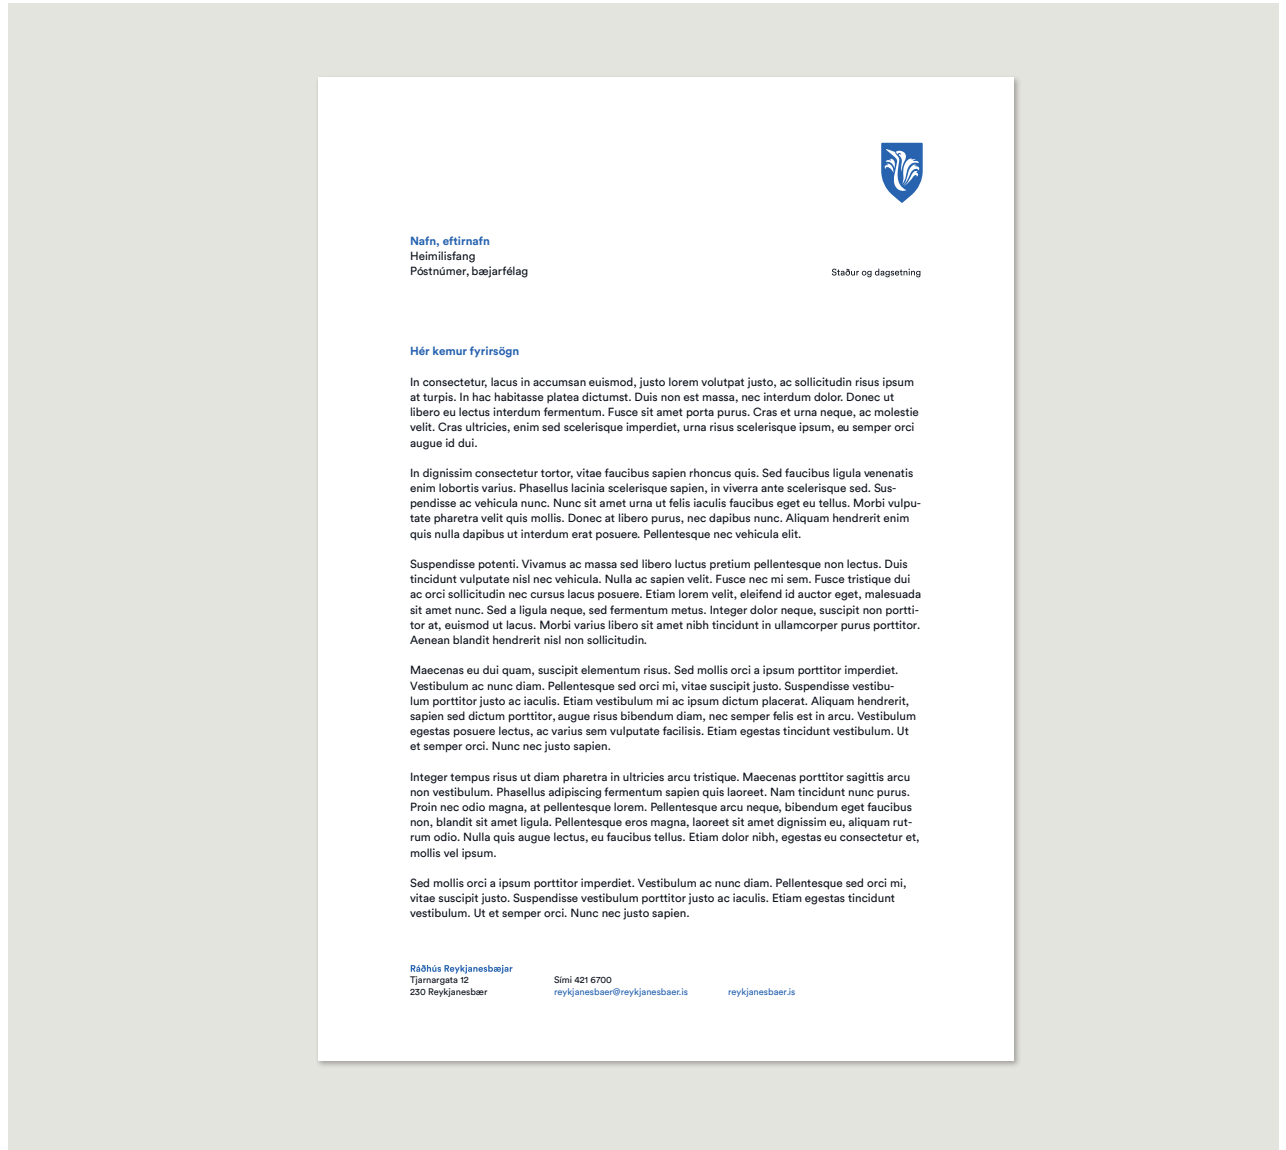 Nafn, eftirnafn
Heimilisfang
Póstnúmer, bæjarfélag
Staður og dagsetning
Hér kemur fyrirsögn
In consectetur, lacus in accumsan euismod, justo lorem volutpat justo, ac sollicitudin risus ipsum
at turpis. In hac habitasse platea dictumst. Duis non est massa, nec interdum dolor. Donec ut
libero eu lectus interdum fermentum. Fusce sit amet porta purus. Cras et urna neque, ac molestie
velit. Cras ultricies, enim sed scelerisque imperdiet, urna risus scelerisque ipsum, eu semper orci
augue id dui.
In dignissim consectetur tortor, vitae faucibus sapien rhoncus quis. Sed faucibus ligula venenatis
enim lobortis varius. Phasellus lacinia scelerisque sapien, in viverra ante scelerisque sed. Sus-
pendisse ac vehicula nunc. Nunc sit amet urna ut felis iaculis faucibus eget eu tellus. Morbi vulpu-
tate pharetra velit quis mollis. Donec at libero purus, nec dapibus nunc. Aliquam hendrerit enim
quis nulla dapibus ut interdum erat posuere. Pellentesque nec vehicula elit.
Suspendisse potenti. Vivamus ac massa sed libero luctus pretium pellentesque non lectus. Duis
tincidunt vulputate nisl nec vehicula. Nulla ac sapien velit. Fusce nec mi sem. Fusce tristique dui
ac orci sollicitudin nec cursus lacus posuere. Etiam lorem velit, eleifend id auctor eget, malesuada
sit amet nunc. Sed a ligula neque, sed fermentum metus. Integer dolor neque, suscipit non portti-
tor at, euismod ut lacus. Morbi varius libero sit amet nibh tincidunt in ullamcorper purus porttitor.
Aenean blandit hendrerit nisl non sollicitudin.
Maecenas eu dui quam, suscipit elementum risus. Sed mollis orci a ipsum porttitor imperdiet.
Vestibulum ac nunc diam. Pellentesque sed orci mi, vitae suscipit justo. Suspendisse vestibu-
lum porttitor justo ac iaculis. Etiam vestibulum mi ac ipsum dictum placerat. Aliquam hendrerit,
sapien sed dictum porttitor, augue risus bibendum diam, nec semper felis est in arcu. Vestibulum
egestas posuere lectus, ac varius sem vulputate facilisis. Etiam egestas tincidunt vestibulum. Ut
et semper orci. Nunc nec justo sapien.
Integer tempus risus ut diam pharetra in ultricies arcu tristique. Maecenas porttitor sagittis arcu
non vestibulum. Phasellus adipiscing fermentum sapien quis laoreet. Nam tincidunt nunc purus.
Proin nec odio magna, at pellentesque lorem. Pellentesque arcu neque, bibendum eget faucibus
non, blandit sit amet ligula. Pellentesque eros magna, laoreet sit amet dignissim eu, aliquam rut-
rum odio. Nulla quis augue lectus, eu faucibus tellus. Etiam dolor nibh, egestas eu consectetur et,
mollis vel ipsum.
Sed mollis orci a ipsum porttitor imperdiet. Vestibulum ac nunc diam. Pellentesque sed orci mi,
vitae suscipit justo. Suspendisse vestibulum porttitor justo ac iaculis. Etiam egestas tincidunt
vestibulum. Ut et semper orci. Nunc nec justo sapien.
Ráðhús Reykjanesbæjar
Tjarnargata 12 Sími 421 6700
230 Reykjanesbær reykjanesbaer@reykjanesbaer.is reykjanesbaer.is